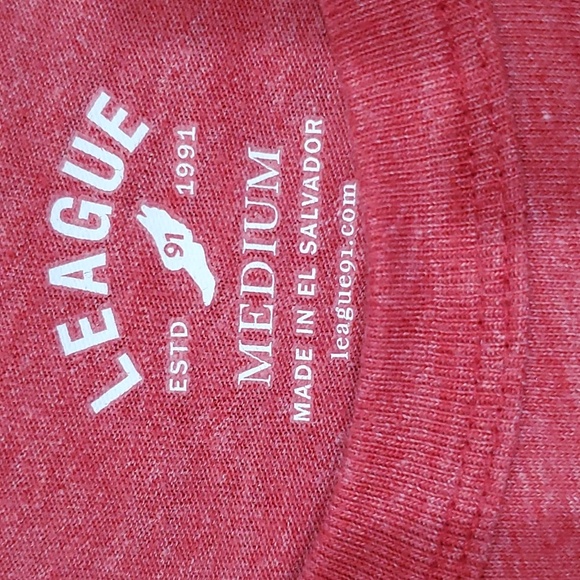 LEAGUE
ESTD 91 1991
MEDIUM
MADE IN EL SALVADOR
league91.com